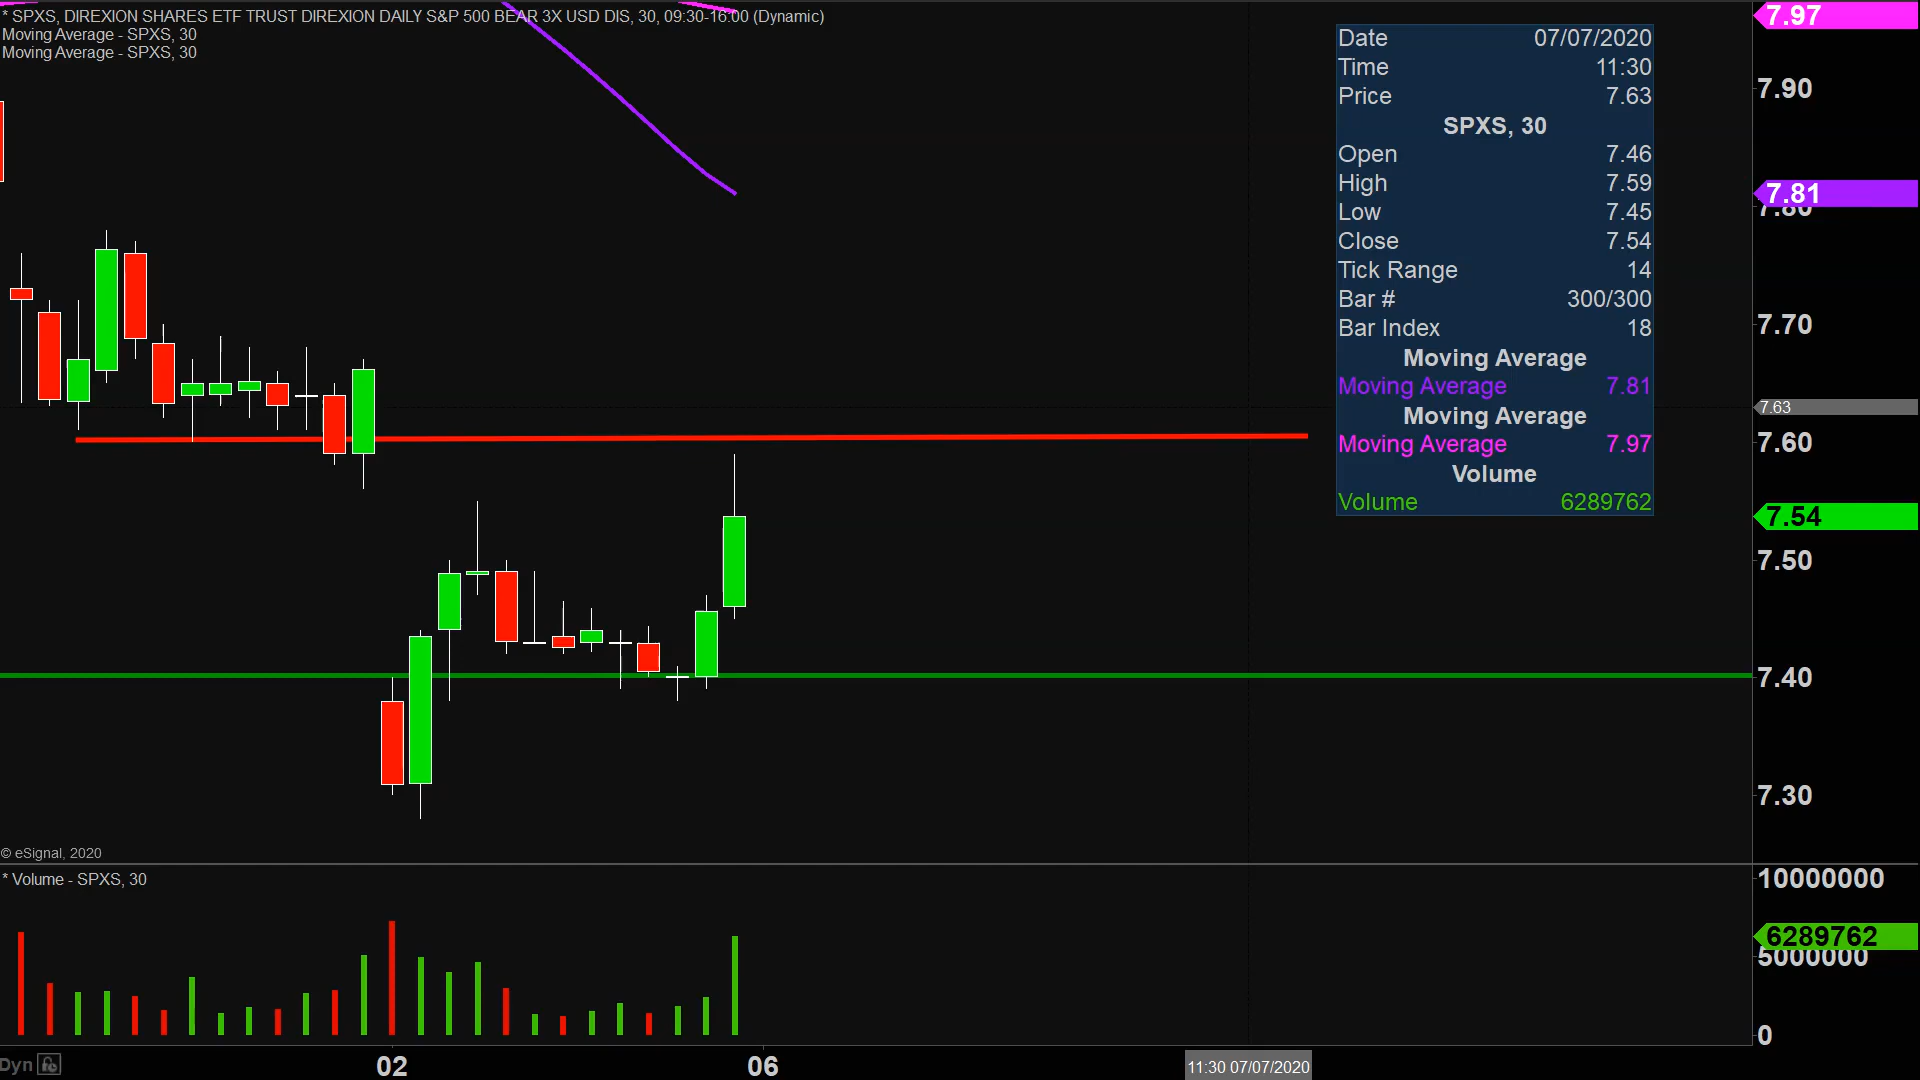 * SPXS, DIREXION SHARES ETF TRUST DIREXION DAILY S&P 500 BEAR 3X USD DIS, 30, 09:30-16:00 (Dynamic)
Moving Average - SPXS, 30
Moving Average - SPXS, 30
Date 07/07/2020
Time 11:30
Price 7.63
SPXS, 30
Open 7.46
High 7.59
Low 7.45
Close 7.54
Tick Range 14
Bar # 300/300
Bar Index 18
Moving Average
Moving Average 7.81
Moving Average
Moving Average 7.97
Volume
Volume 6289762
7.97
7.90
7.81
7.80
7.70
7.63
7.60
7.54
7.50
7.40
7.30
© eSignal, 2020
* Volume - SPXS, 30
10000000
6289762
5000000
0
Dyn
02
06
11:30 07/07/2020